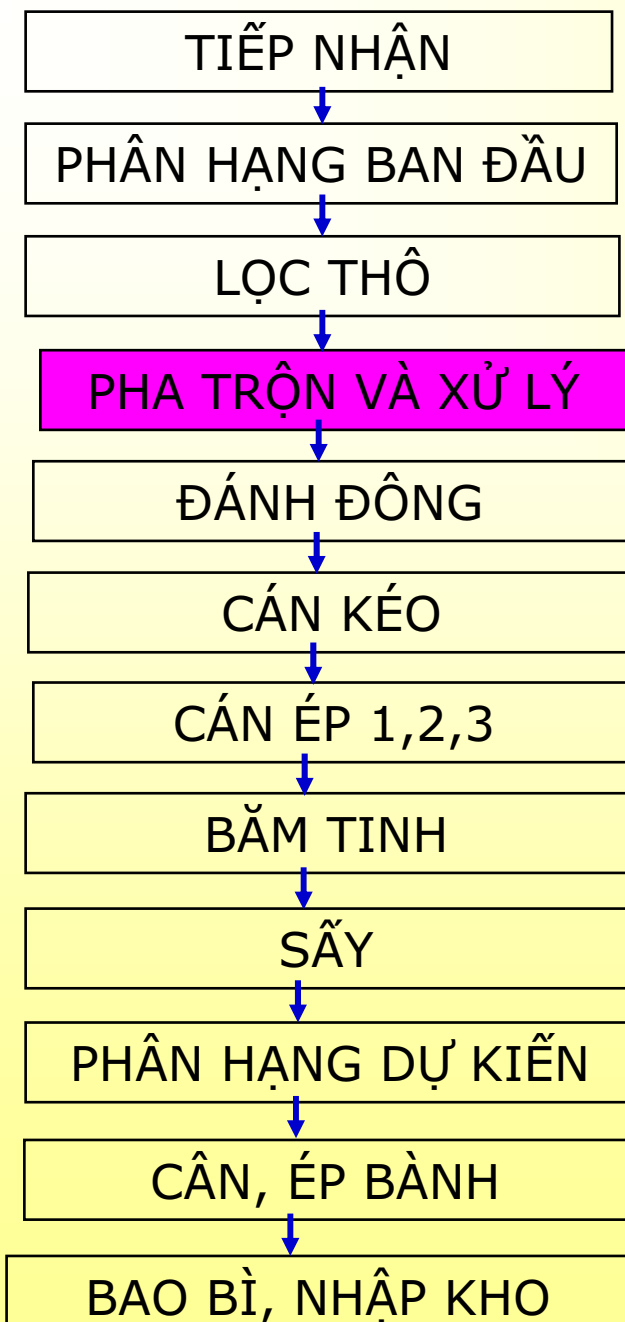 TIẾP NHẬN
PHÂN HẠNG BAN ĐẦU
LỌC THÔ
PHA TRỘN VÀ XỬ LÝ
ĐÁNH ĐÔNG
CÁN KÉO
CÁN ÉP 1,2,3
BĂM TINH
SẤY
PHÂN HẠNG DỰ KIẾN
CÂN, ÉP BÀNH
BAO BÌ, NHẬP KHO